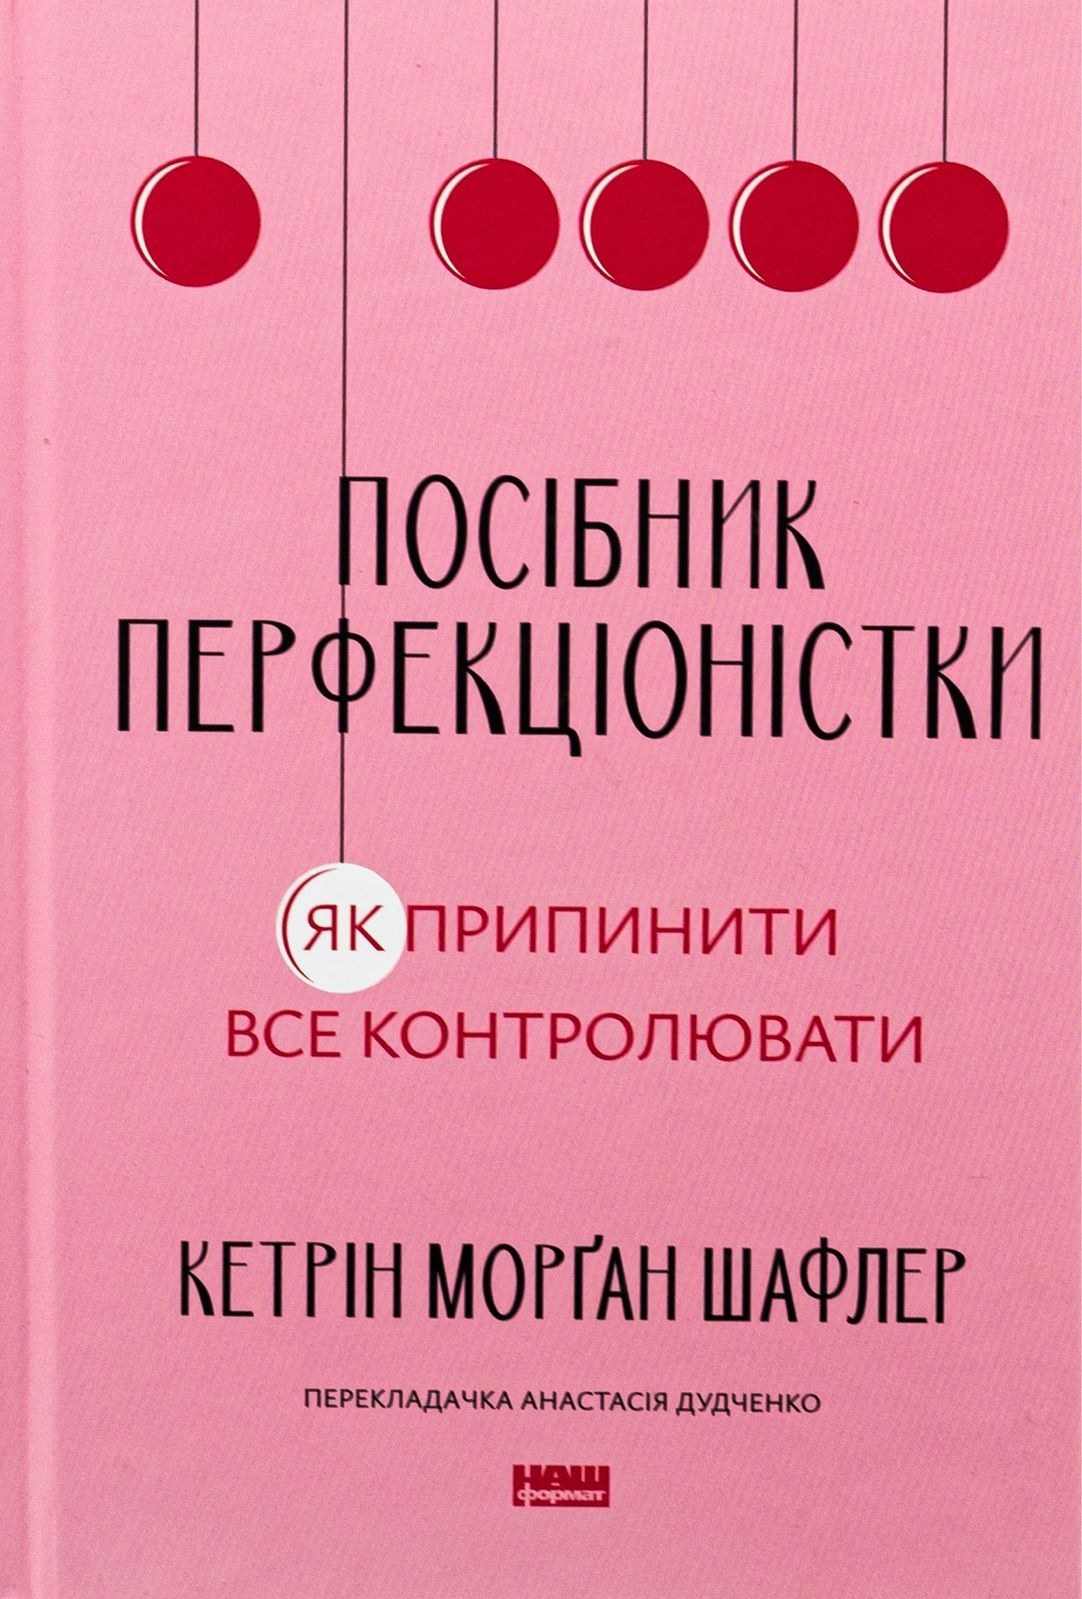 ПОСІБНИК
ПЕРФЕКЦІОНІСТКИ
ЯК ПРИПИНИТИ
ВСЕ КОНТРОЛЮВАТИ
КЕТРІН МОРҐАН ШАФЛЕР
ПЕРЕКЛАДАЧКА АНАСТАСІЯ ДУДЧЕНКО
НАШ
формат